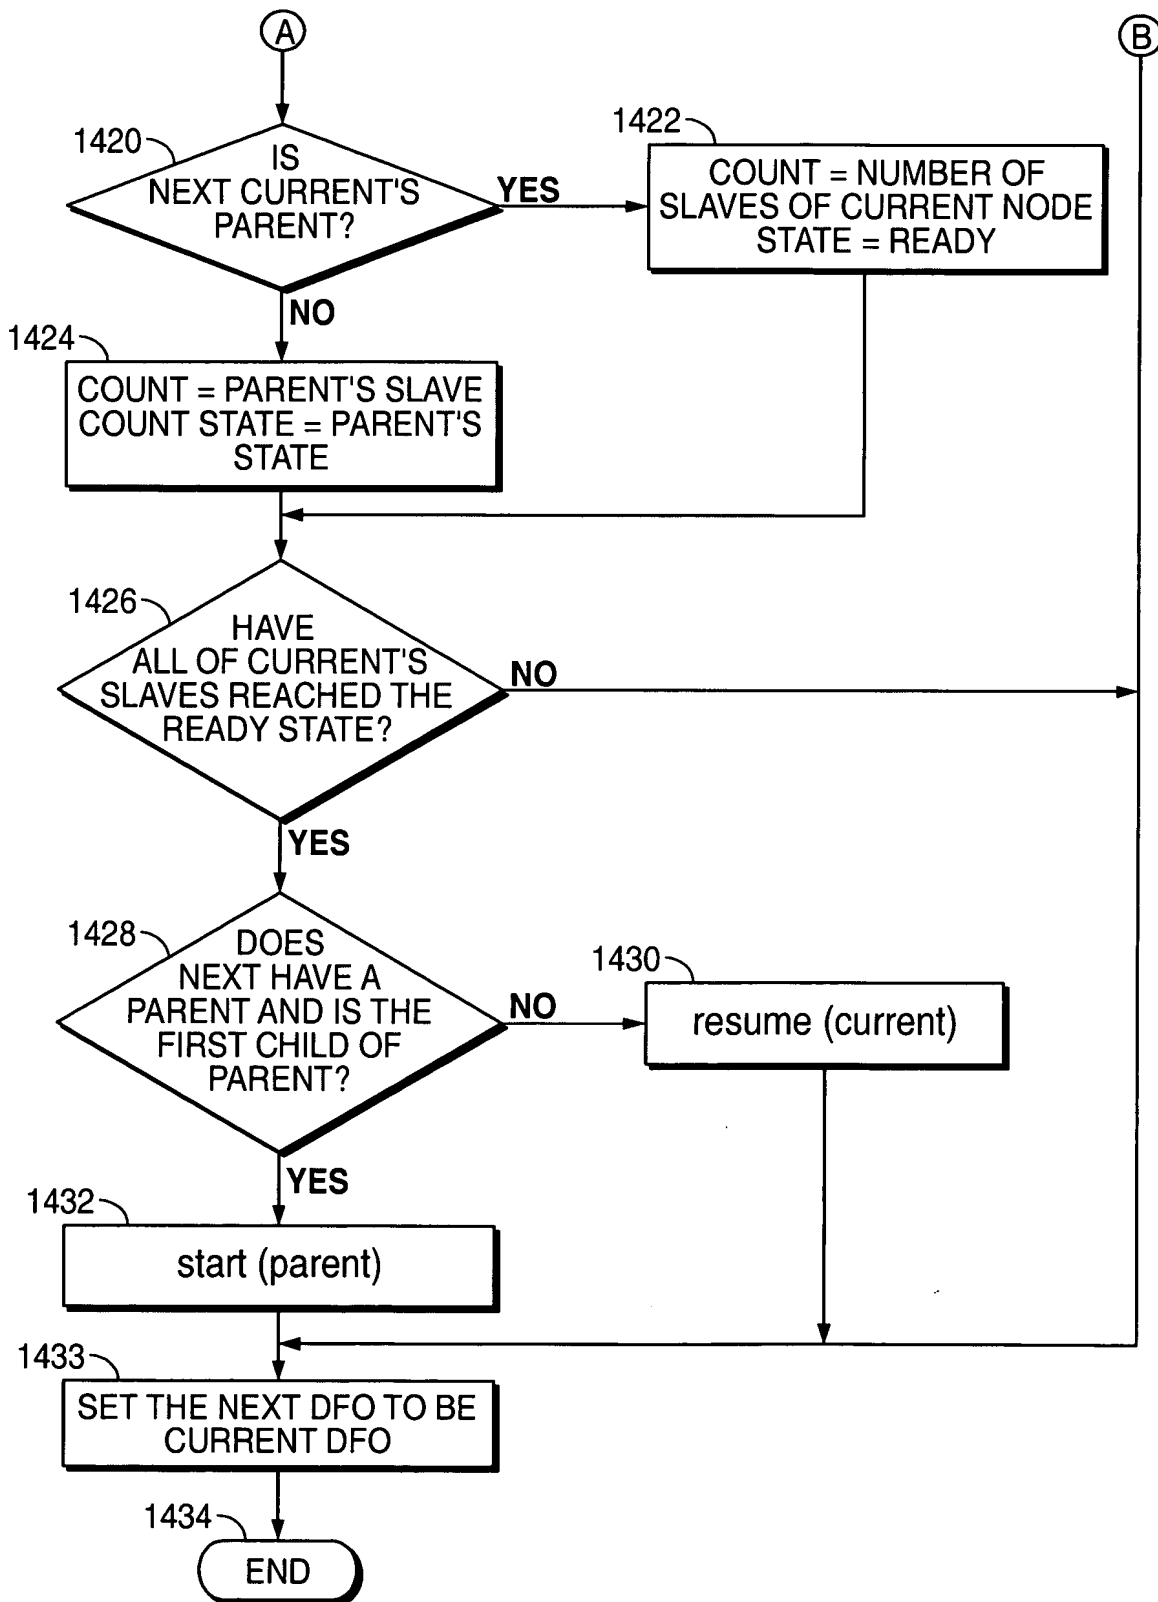 A
B
1420
IS
NEXT CURRENT'S
PARENT?
YES
1422
COUNT = NUMBER OF
SLAVES OF CURRENT NODE
STATE = READY
NO
1424
COUNT = PARENT'S SLAVE
COUNT STATE = PARENT'S
STATE
1426
HAVE
ALL OF CURRENT'S
SLAVES REACHED THE
READY STATE?
NO
YES
1428
DOES
NEXT HAVE A
PARENT AND IS THE
FIRST CHILD OF
PARENT?
NO
1430
resume (current)
YES
1432
start (parent)
1433
SET THE NEXT DFO TO BE
CURRENT DFO
1434
END